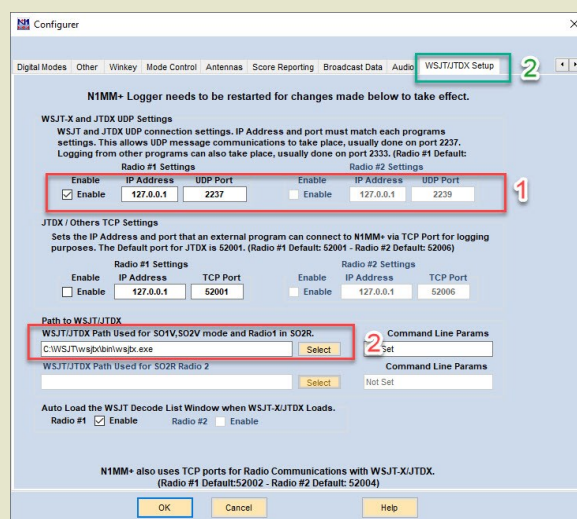 N1MM
Configurer
Digital Modes Other Winkey Mode Control Antennas Score Reporting Broadcast Data Audio WSJT/JTDX Setup 2
N1MM+ Logger needs to be restarted for changes made below to take effect.
WSJT-X and JTDX UDP Settings
WSJT and JTDX UDP connection settings. IP Address and port must match each programs
settings. This allows UDP message communications to take place, usually done on port 2237.
Logging from other programs can also take place, usually done on port 2333. (Radio #1 Default:
Radio #1 Settings Radio #2 Settings
Enable IP Address UDP Port Enable IP Address UDP Port
Enable 127.0.0.1 2237 Enable 127.0.0.1 2239 1
JTDX / Others TCP Settings
Sets the IP Address and port that an external program can connect to N1MM+ via TCP Port for logging
purposes. The Default port for JTDX is 52001. (Radio #1 Default: 52001 - Radio #2 Default: 52006)
Radio #1 Settings Radio #2 Settings
Enable IP Address TCP Port Enable IP Address TCP Port
Enable 127.0.0.1 52001 Enable 127.0.0.1 52006
Path to WSJT/JTDX
WSJT/JTDX Path Used for SO1V,SO2V mode and Radio1 in SO2R. Command Line Params
C:\WSJT\wsjtx\bin\wsjtx.exe Select 2 Set
WSJT/JTDX Path Used for SO2R Radio 2 Command Line Params
Select Not Set
Auto Load the WSJT Decode List Window when WSJT-X/JTDX Loads.
Radio #1 Enable Radio #2 Enable
N1MM+ also uses TCP ports for Radio Communications with WSJT-X/JTDX.
(Radio #1 Default:52002 - Radio #2 Default: 52004)
OK Cancel Help